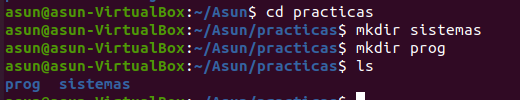 asun@asun-VirtualBox:~/Asun$ cd practicas
asun@asun-VirtualBox:~/Asun/practicas$ mkdir sistemas
asun@asun-VirtualBox:~/Asun/practicas$ mkdir prog
asun@asun-VirtualBox:~/Asun/practicas$ ls
prog  sistemas
asun@asun-VirtualBox:~/Asun/practicas$